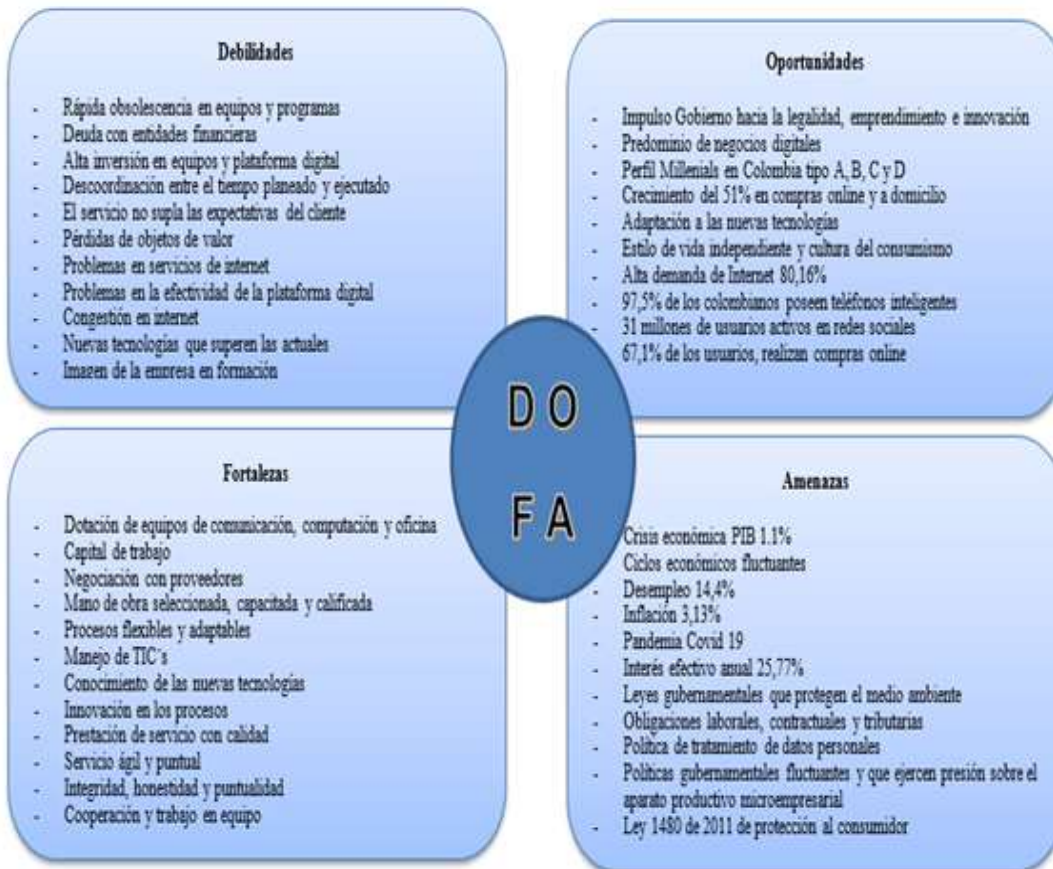 Debilidades
- Rápida obsolescencia en equipos y programas
- Deuda con entidades financieras
- Alta inversión en equipos y plataforma digital
- Descoordinación entre el tiempo planeado y ejecutado
- El servicio no supla las expectativas del cliente
- Pérdidas de objetos de valor
- Problemas en servicios de internet
- Problemas en la efectividad de la plataforma digital
- Congestión en internet
- Nuevas tecnologías que superen las actuales
- Imagen de la empresa en formación
Oportunidades
- Impulso Gobierno hacia la legalidad, emprendimiento e innovación
- Predominio de negocios digitales
- Perfil Millenials en Colombia tipo A, B, C y D
- Crecimiento del 51% en compras online y a domicilio
- Adaptación a las nuevas tecnologías
- Estilo de vida independiente y cultura del consumismo
- Alta demanda de Internet 80,16%
- 97,5% de los colombianos poseen teléfonos inteligentes
- 31 millones de usuarios activos en redes sociales
- 67,1% de los usuarios, realizan compras online
D O
F A
Fortalezas
- Dotación de equipos de comunicación, computación y oficina
- Capital de trabajo
- Negociación con proveedores
- Mano de obra seleccionada, capacitada y calificada
- Procesos flexibles y adaptables
- Manejo de TIC´s
- Conocimiento de las nuevas tecnologías
- Innovación en los procesos
- Prestación de servicio con calidad
- Servicio ágil y puntual
- Integridad, honestidad y puntualidad
- Cooperación y trabajo en equipo
Amenazas
Crisis económica PIB 1.1%
Ciclos económicos fluctuantes
- Desempleo 14,4%
- Inflación 3,13%
- Pandemia Covid 19
- Interés efectivo anual 25,77%
- Leyes gubernamentales que protegen el medio ambiente
- Obligaciones laborales, contractuales y tributarias
- Política de tratamiento de datos personales
- Políticas gubernamentales fluctuantes y que ejercen presión sobre el
aparato productivo microempresarial
- Ley 1480 de 2011 de protección al consumidor